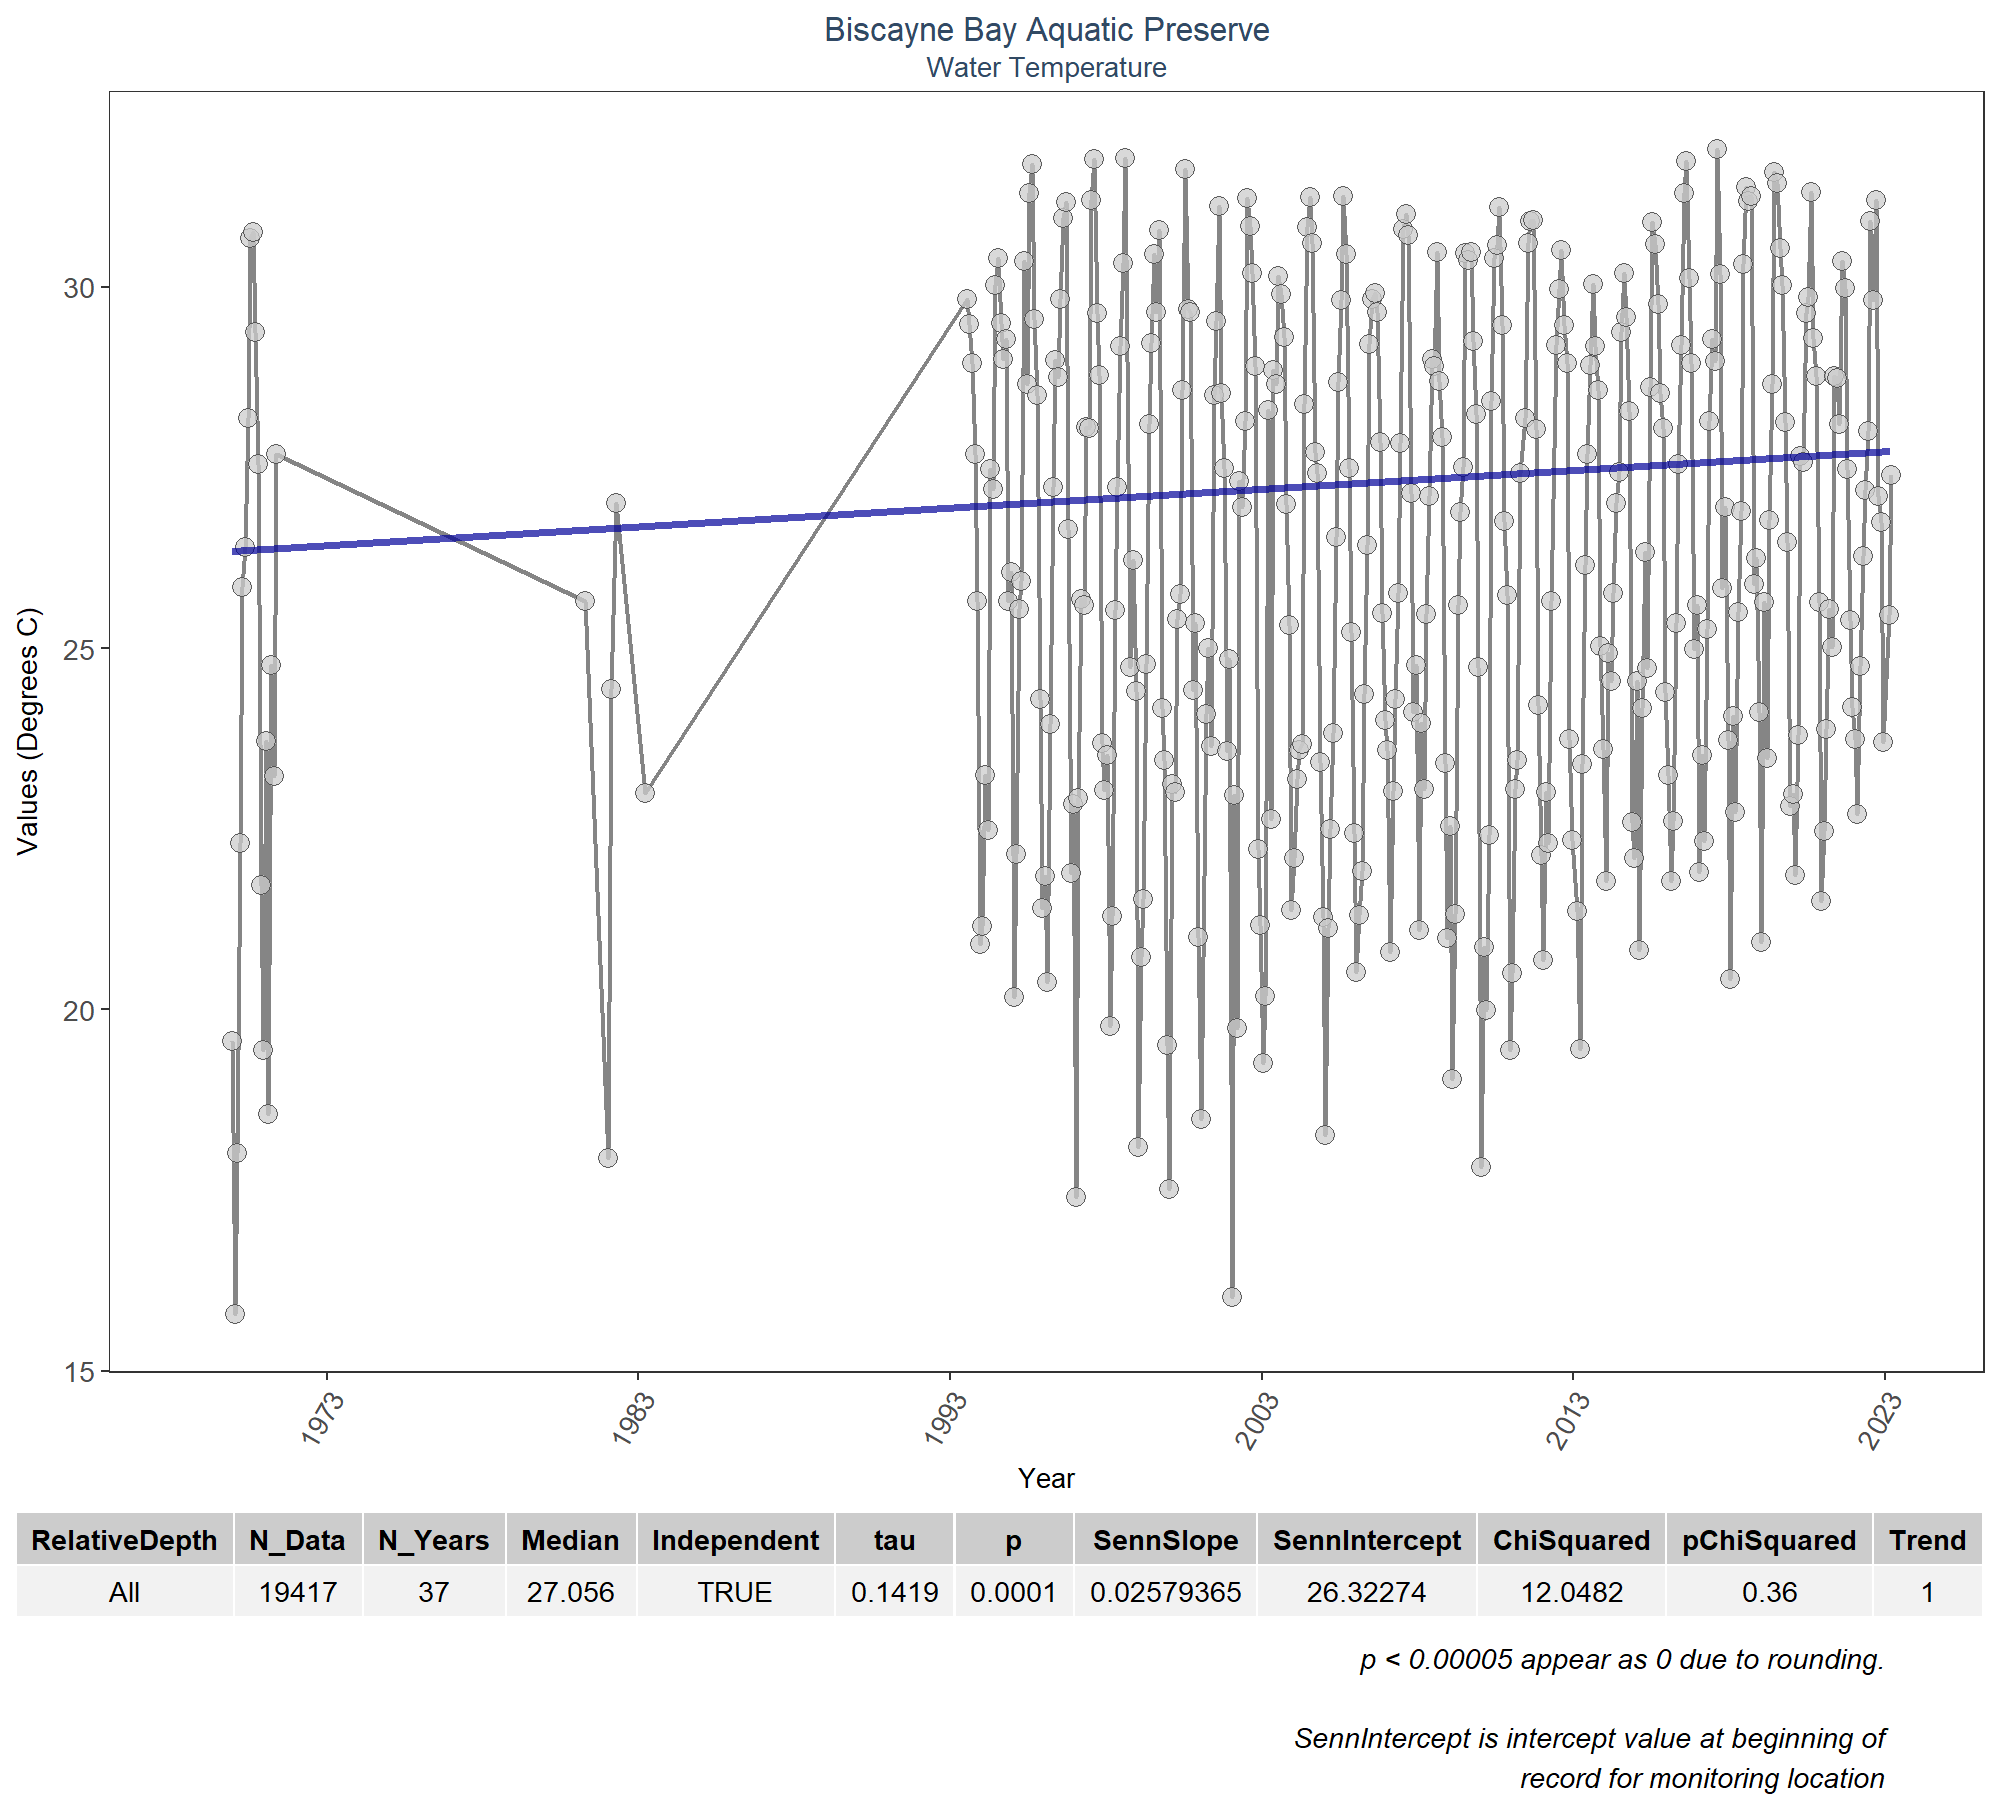 Biscayne Bay Aquatic Preserve
Water Temperature
Values (Degrees C)
30
25
20
15
1973
1983
1993
2003
2013
2023
Year
RelativeDepth N_Data N_Years Median Independent tau p SennSlope SennIntercept ChiSquared pChiSquared Trend
All 19417 37 27.056 TRUE 0.1419 0.0001 0.02579365 26.32274 12.0482 0.36 1
p < 0.00005 appear as 0 due to rounding.
SennIntercept is intercept value at beginning of
record for monitoring location